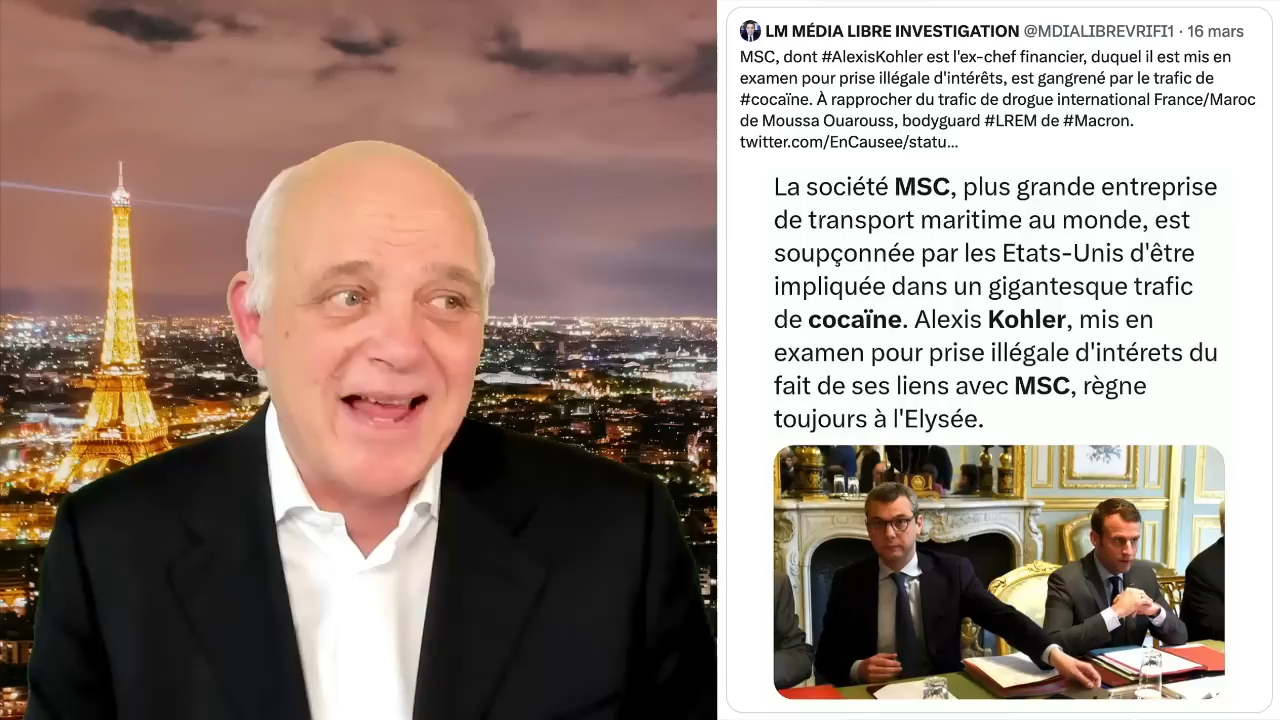 LM MÉDIA LIBRE INVESTIGATION @MDIALIBREVRIFI1 · 16 mars
MSC, dont #AlexisKohler est l'ex-chef financier, duquel il est mis en
examen pour prise illégale d'intérêts, est gangrené par le trafic de
#cocaïne. À rapprocher du trafic de drogue international France/Maroc
de Moussa Ouarouss, bodyguard #LREM de #Macron.
twitter.com/EnCausee/statu...
La société MSC, plus grande entreprise
de transport maritime au monde, est
soupçonnée par les Etats-Unis d'être
impliquée dans un gigantesque trafic
de cocaïne. Alexis Kohler, mis en
examen pour prise illégale d'intérets du
fait de ses liens avec MSC, règne
toujours à l'Elysée.